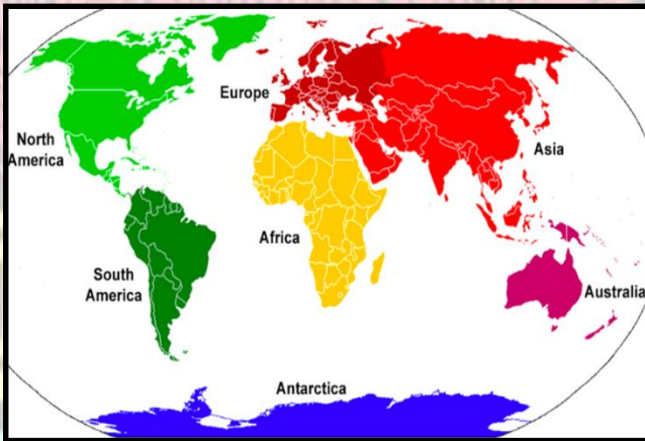 Europe
North
America
Asia
Africa
South
America
Australia
Antarctica